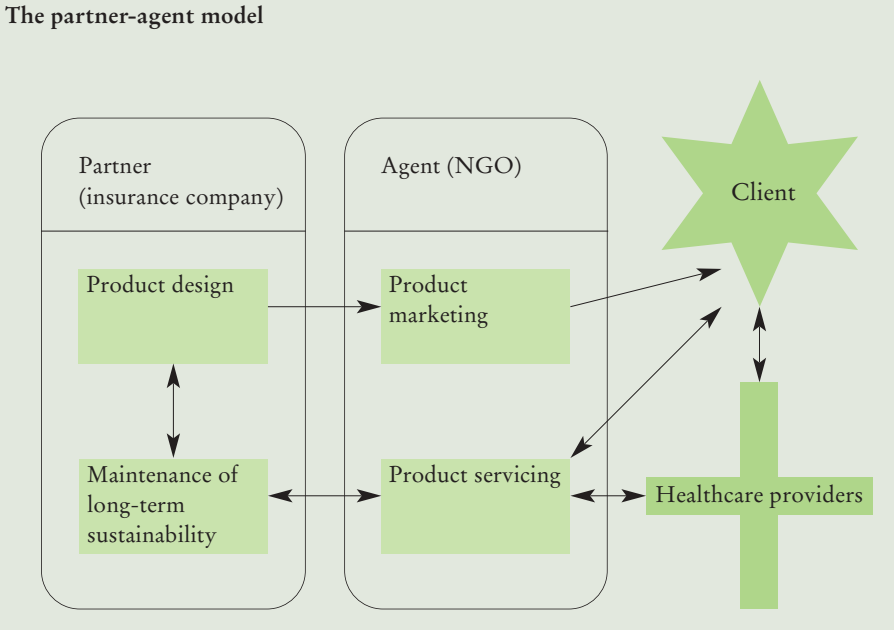 The partner-agent model
Partner
(insurance company)
Agent (NGO)
Client
Product design
Product
marketing
Maintenance of
long-term
sustainability
Product servicing
Healthcare providers